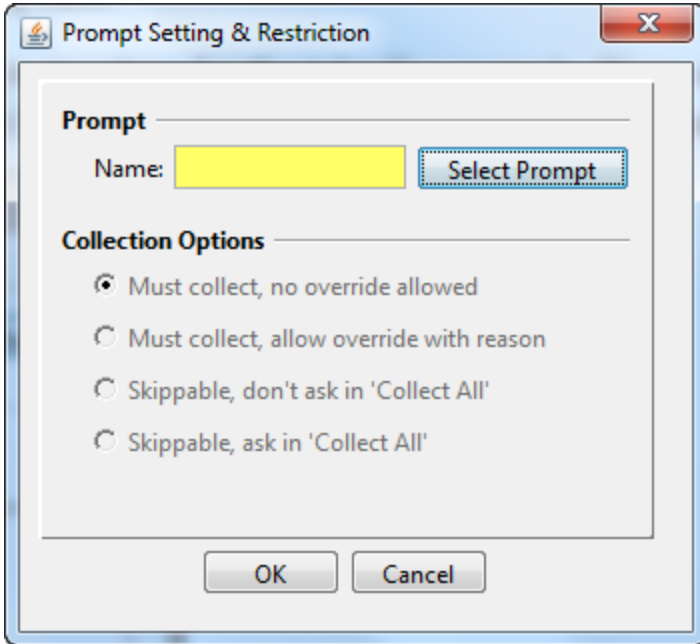 Prompt Setting & Restriction
Prompt
Name: Select Prompt
Collection Options
Must collect, no override allowed
Must collect, allow override with reason
Skippable, don't ask in 'Collect All'
Skippable, ask in 'Collect All'
OK Cancel